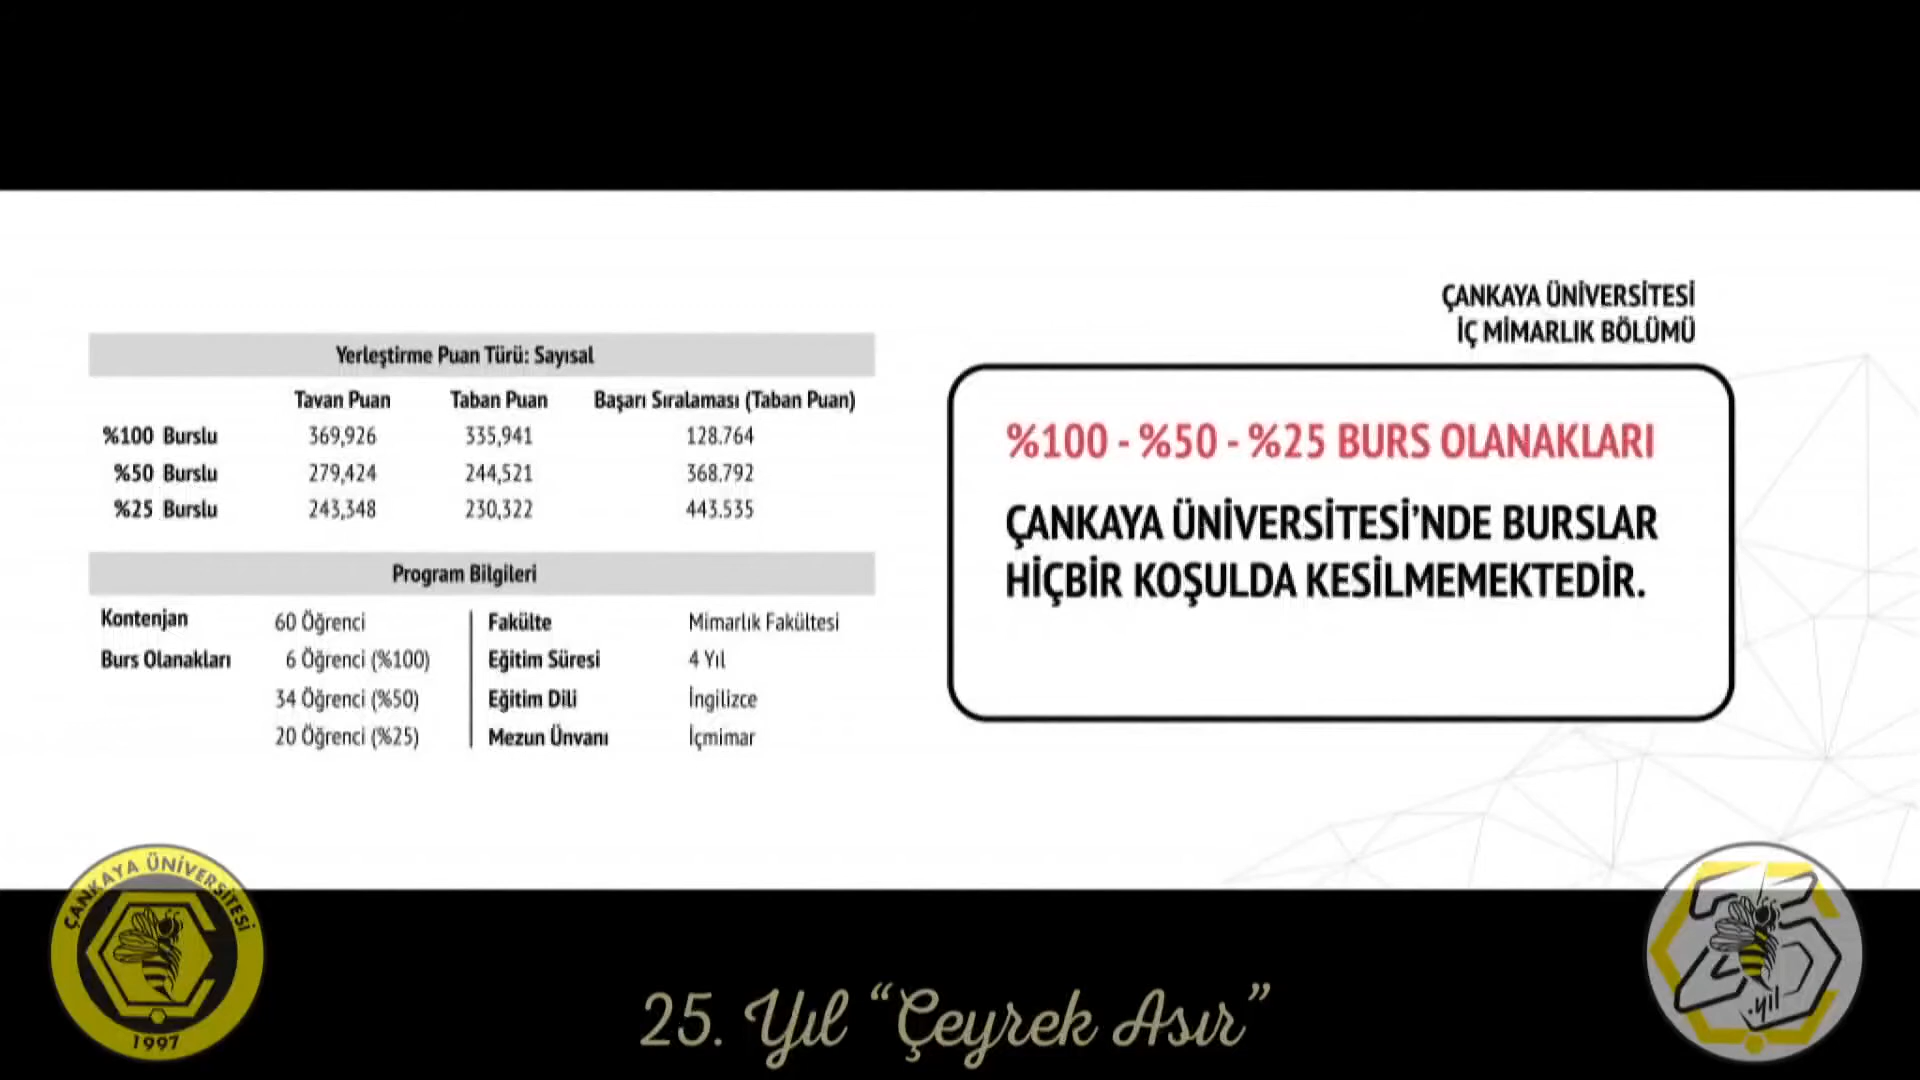 ÇANKAYA ÜNİVERSİTESİ
İÇ MİMARLIK BÖLÜMÜ
Yerleştirme Puan Türü: Sayısal
Tavan Puan Taban Puan Başarı Sıralaması (Taban Puan)
%100 Burslu 369,926 335,941 128.764
%50 Burslu 279,424 244,521 368.792
%25 Burslu 243,348 230,322 443.535
Program Bilgileri
Kontenjan 60 Öğrenci Fakülte Mimarlık Fakültesi
Burs Olanakları 6 Öğrenci (%100) Eğitim Süresi 4 Yıl
34 Öğrenci (%50) Eğitim Dili İngilizce
20 Öğrenci (%25) Mezun Ünvanı İçmimar
%100 - %50 - %25 BURS OLANAKLARI
ÇANKAYA ÜNİVERSİTESİ’NDE BURSLAR
HİÇBİR KOŞULDA KESİLMEMEKTEDİR.
ÇANKAYA ÜNİVERSİTESİ
1997
25. Yıl “Çeyrek Asır”
25
.yıl